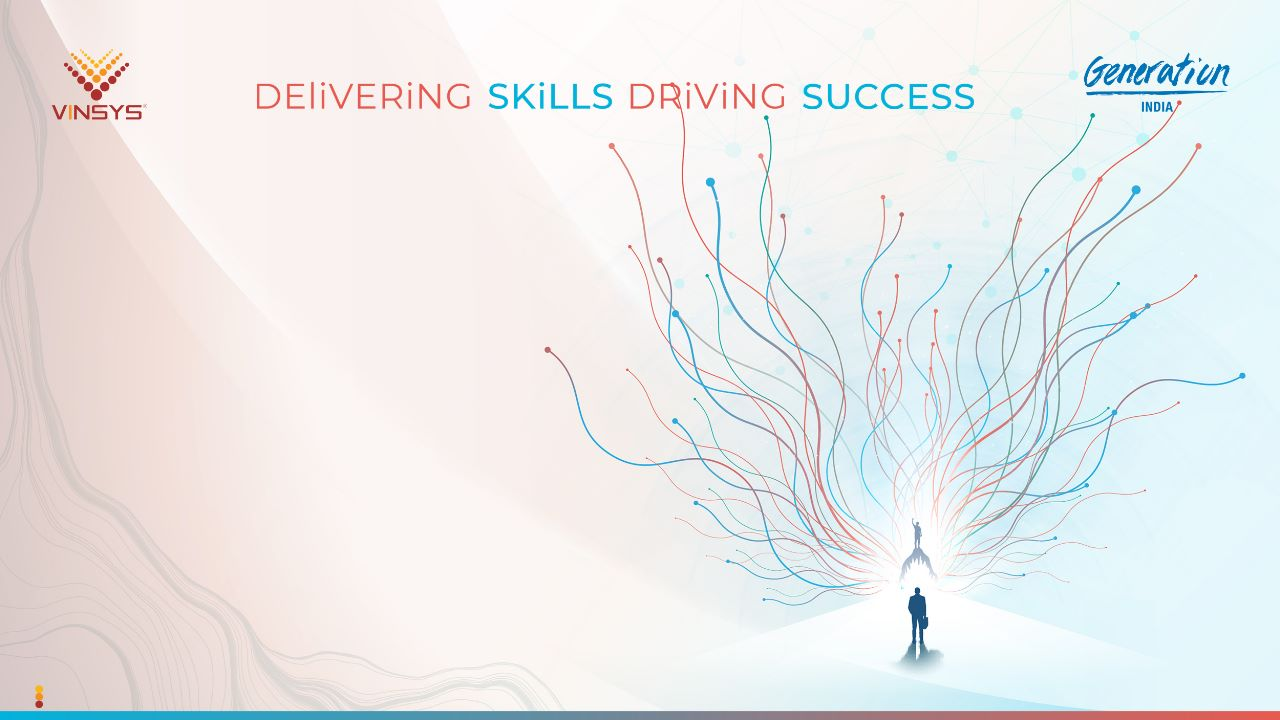 VINSYS
DEliVERiNG SKiLLS DRiViNG SUCCESS
Generation
INDIA